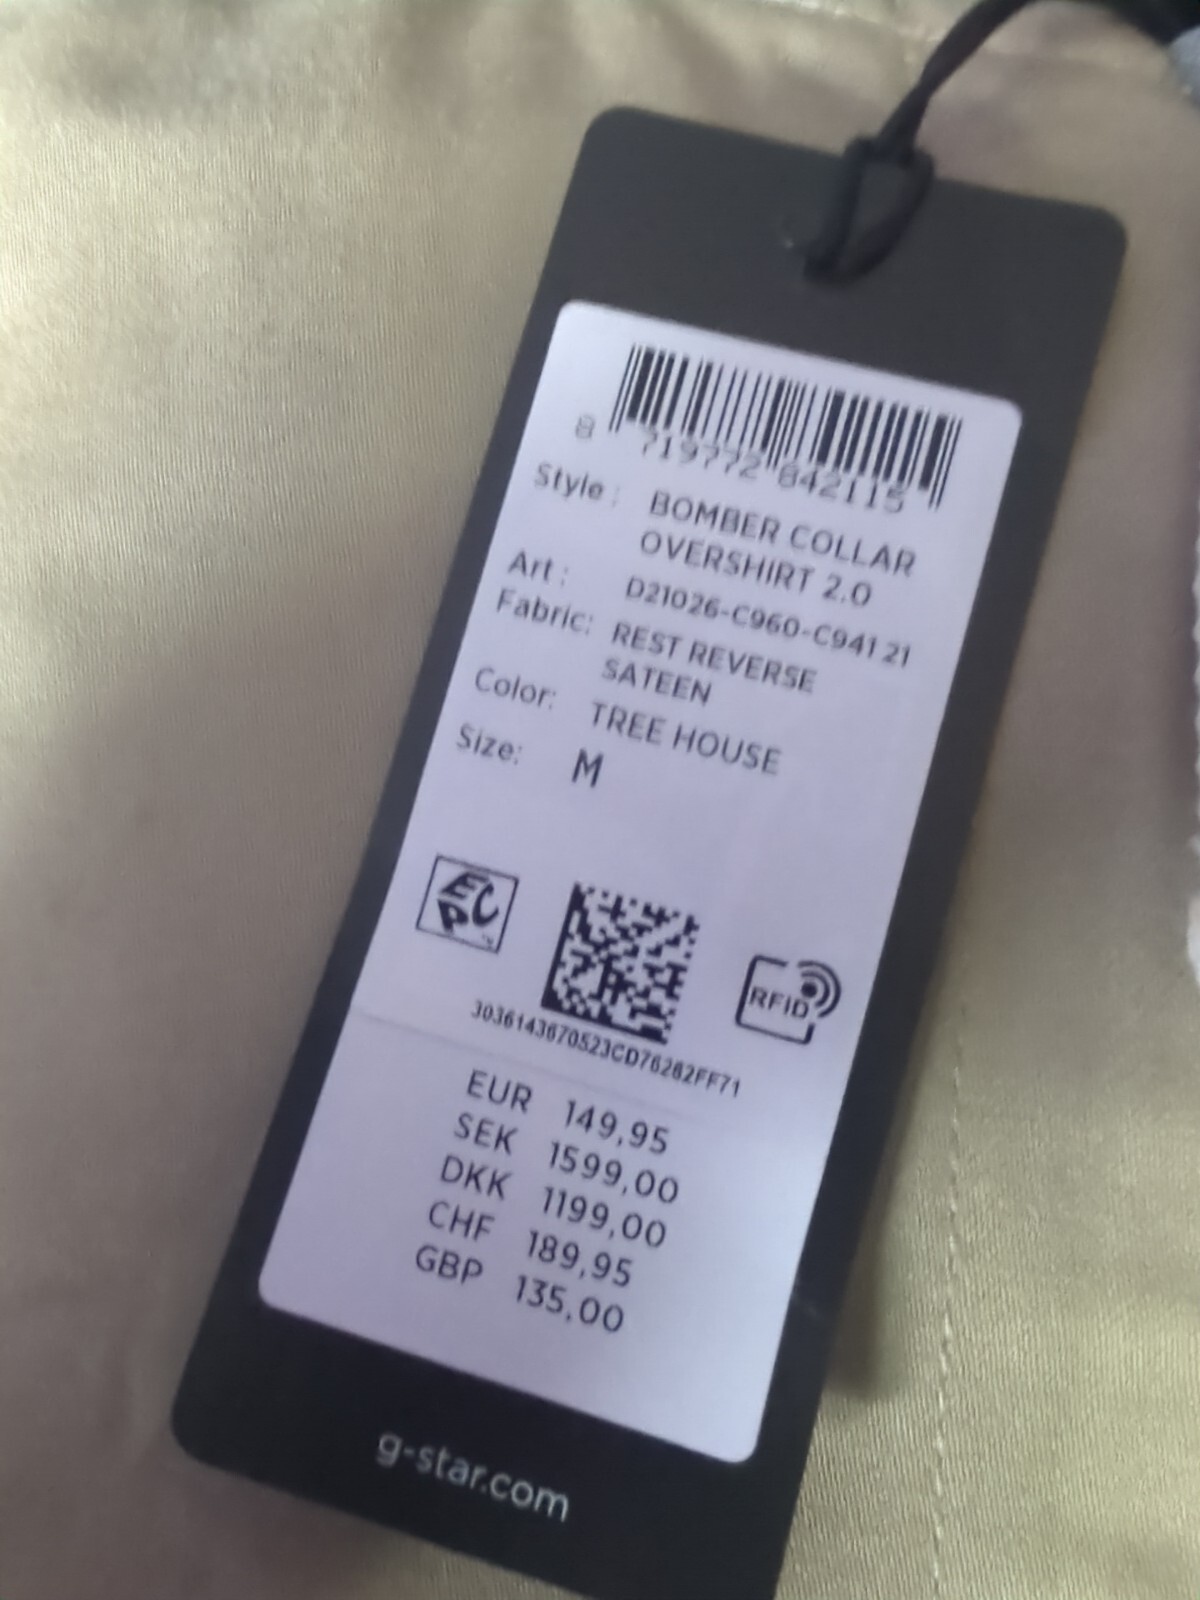 8 719772 842115
Style : BOMBER COLLAR
OVERSHIRT 2.0
Art : D21026-C960-C941 21
Fabric: REST REVERSE
SATEEN
Color: TREE HOUSE
Size: M
EPC
RFID
3036143670523CD76262FF71
EUR 149,95
SEK 1599,00
DKK 1199,00
CHF 189,95
GBP 135,00
g-star.com